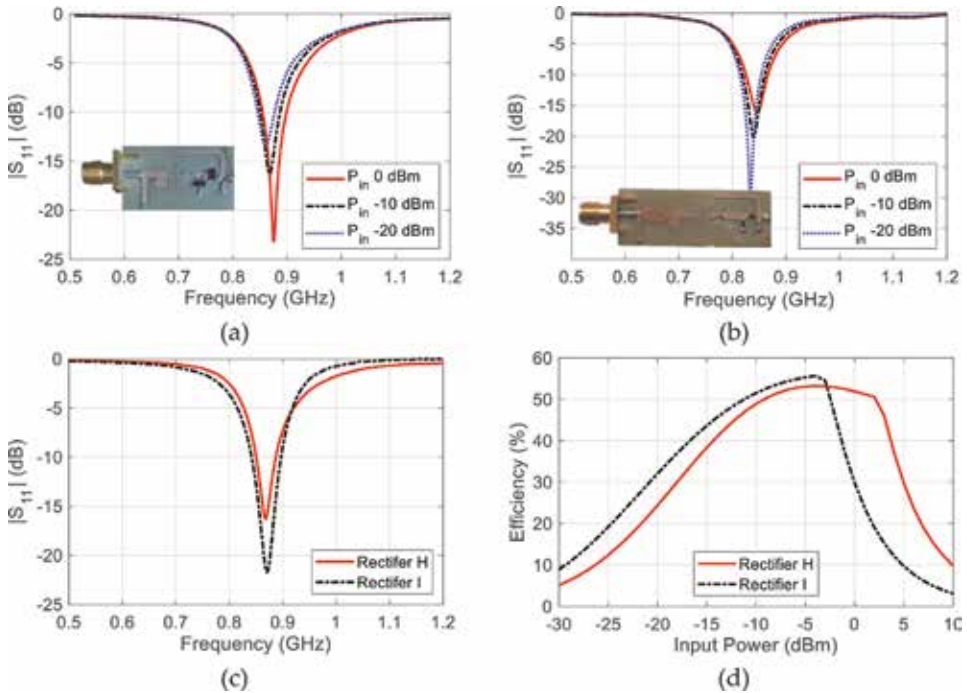 0
-5
-10
-15
-20
-25
|S11| (dB)
0.5 0.6 0.7 0.8 0.9 1 1.1 1.2
Frequency (GHz)
Pin 0 dBm
Pin -10 dBm
Pin -20 dBm
(a)
0
-5
-10
-15
-20
-25
-30
-35
|S11| (dB)
0.5 0.6 0.7 0.8 0.9 1 1.1 1.2
Frequency (GHz)
Pin 0 dBm
Pin -10 dBm
Pin -20 dBm
(b)
0
-5
-10
-15
-20
-25
|S11| (dB)
0.5 0.6 0.7 0.8 0.9 1 1.1 1.2
Frequency (GHz)
Rectifer H
Rectifer I
(c)
60
50
40
30
20
10
0
Efficiency (%)
-30 -25 -20 -15 -10 -5 0 5 10
Input Power (dBm)
Rectifier H
Rectifier I
(d)